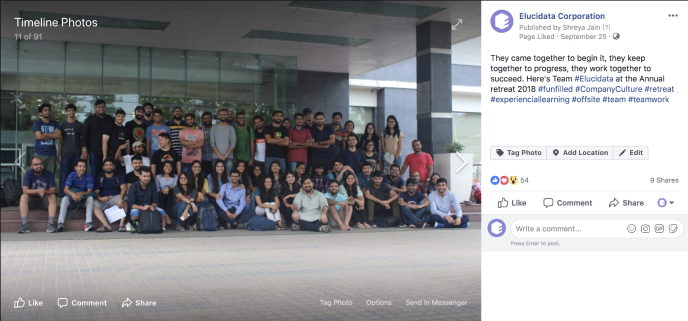 Timeline Photos
11 of 91
Like
Comment
Share
Tag Photo
Options
Send in Messenger
Elucidata Corporation
Published by Shreya Jain [?]
Page Liked · September 25 ·
They came together to begin it, they keep
together to progress, they work together to
succeed. Here's Team #Elucidata at the Annual
retreat 2018 #funfilled #CompanyCulture #retreat
#experienciallearning #offsite #team #teamwork
Tag Photo
Add Location
Edit
54
9 Shares
Like
Comment
Share
Write a comment...
GIF
Press Enter to post.